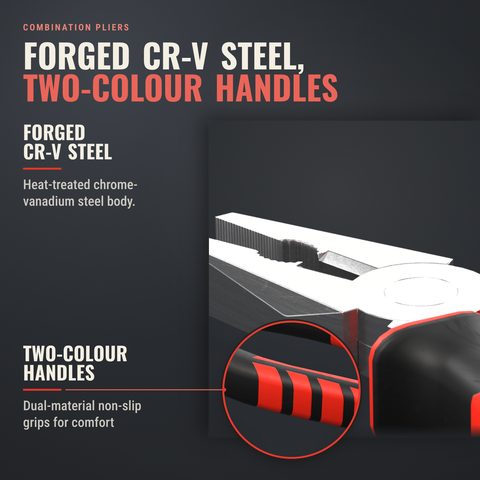 COMBINATION PLIERS
FORGED CR-V STEEL,
TWO-COLOUR HANDLES
FORGED
CR-V STEEL
Heat-treated chrome-
vanadium steel body.
TWO-COLOUR
HANDLES
Dual-material non-slip
grips for comfort